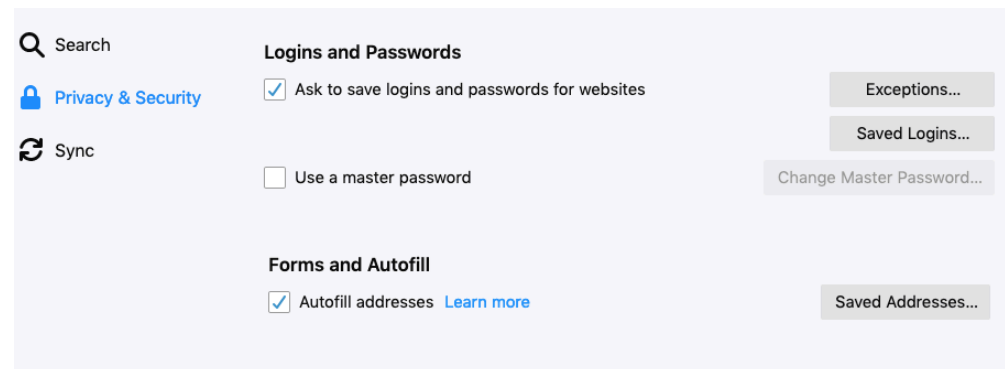 Search
Privacy & Security
Sync
Logins and Passwords
Ask to save logins and passwords for websites
Exceptions...
Saved Logins...
Use a master password
Change Master Password...
Forms and Autofill
Autofill addresses Learn more
Saved Addresses...